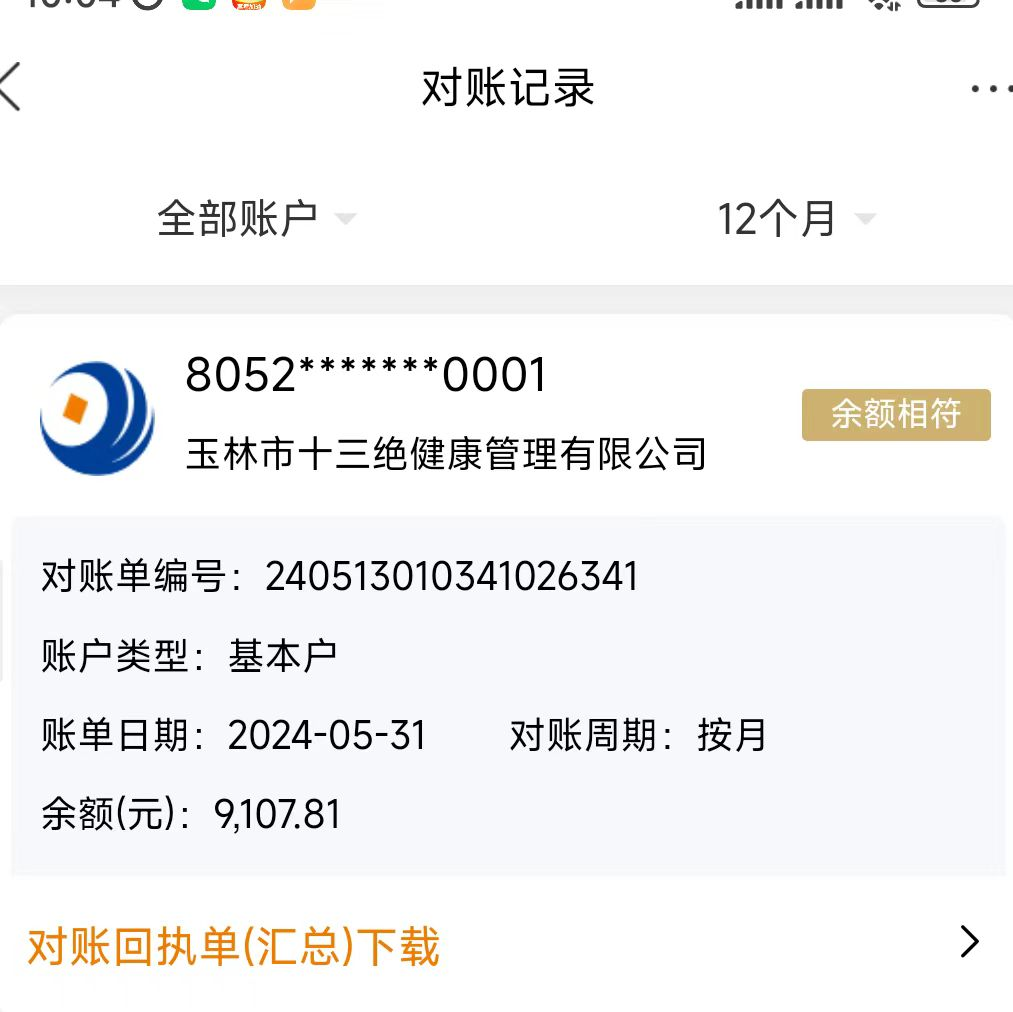 对账记录
全部账户 12个月
8052*******0001
余额相符
玉林市十三绝健康管理有限公司
对账单编号：240513010341026341
账户类型：基本户
账单日期：2024-05-31 对账周期：按月
余额(元)：9,107.81
对账回执单(汇总)下载